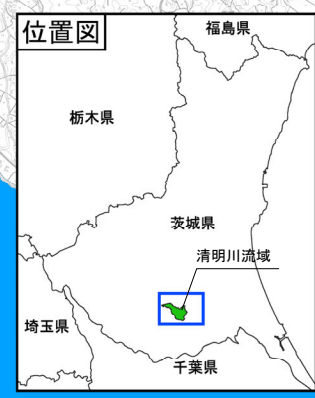 位置図
福島県
栃木県
茨城県
清明川流域
埼玉県
千葉県